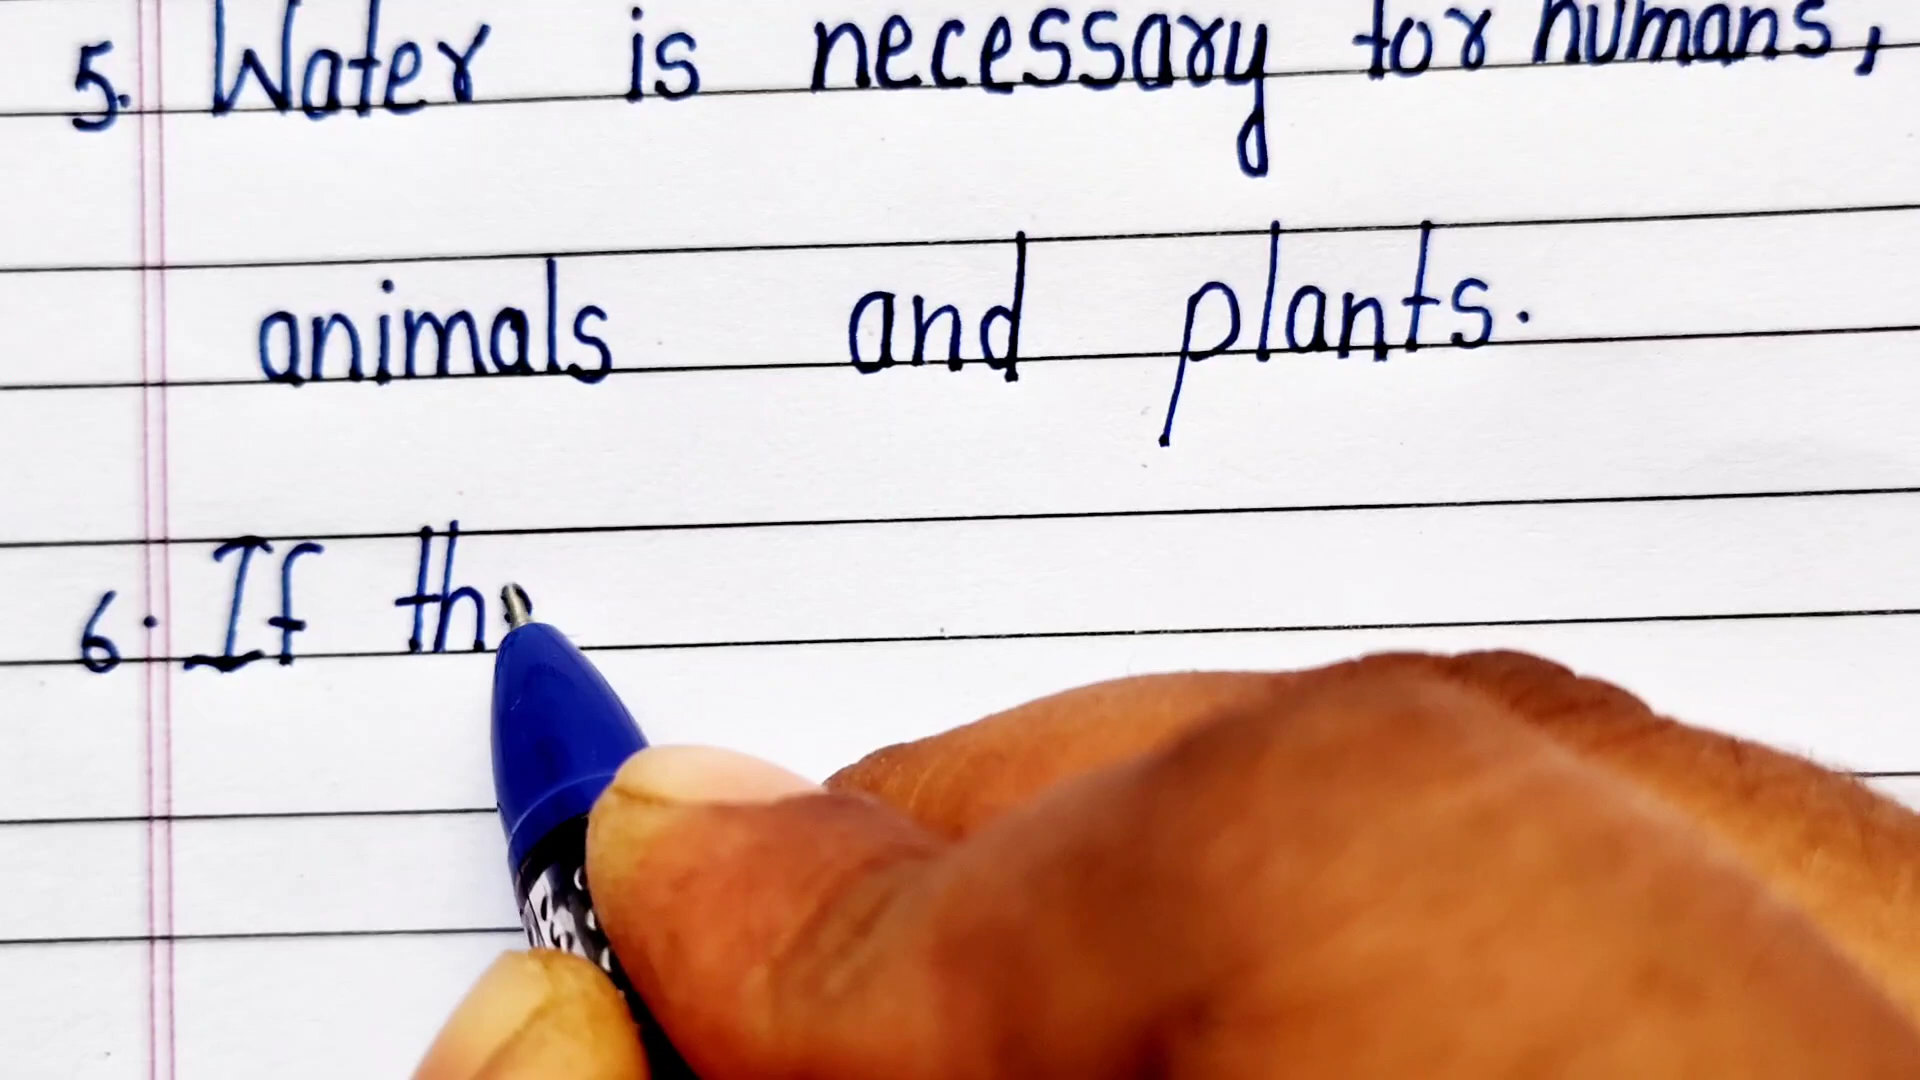 5. Water is necessary for humans,
animals and plants.
6. If th